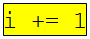 i += 1